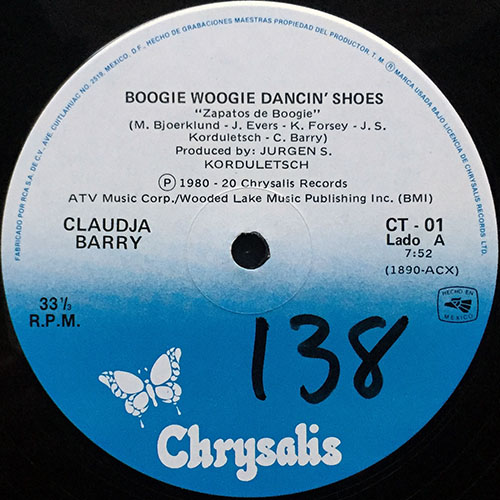 FABRICADO POR RCA S.A. DE C.V., AVE. CUITLAHUAC NO. 2519, MEXICO, D.F., HECHO DE GRABACIONES MAESTRAS PROPIEDAD DEL PRODUCTOR. T.M. ® MARCA USADA BAJO LICENCIA DE CHRYSALIS RECORDS LTD.
BOOGIE WOOGIE DANCIN' SHOES
"Zapatos de Boogie"
(M. Bjoerklund - J. Evers - K. Forsey - J. S.
Korduletsch - C. Barry)
Produced by: JURGEN S.
KORDULETSCH
Ⓟ 1980 - 20 Chrysalis Records
ATV Music Corp./Wooded Lake Music Publishing Inc. (BMI)
CLAUDJA
BARRY
CT - 01
Lado A
7:52
(1890-ACX)
HECHO EN
MEXICO
33⅓
R.P.M.
138
Chrysalis